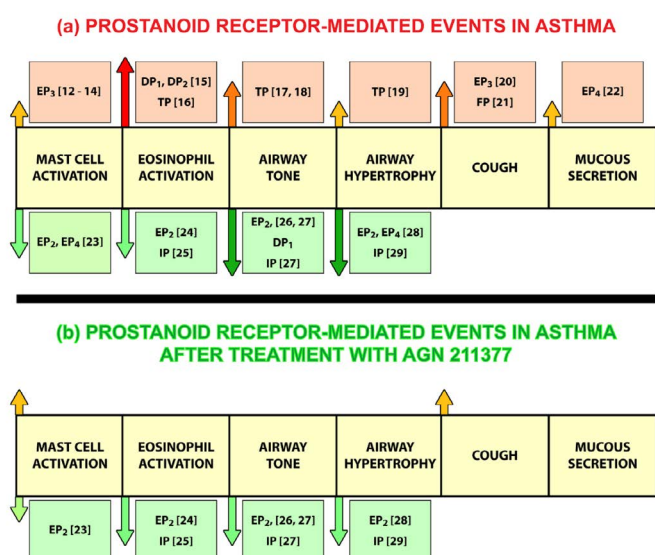 (a) PROSTANOID RECEPTOR-MEDIATED EVENTS IN ASTHMA
EP3 [12 - 14]
DP1, DP2 [15]
TP [16]
TP [17, 18]
TP [19]
EP3 [20]
FP [21]
EP4 [22]
MAST CELL
ACTIVATION
EOSINOPHIL
ACTIVATION
AIRWAY
TONE
AIRWAY
HYPERTROPHY
COUGH
MUCOUS
SECRETION
EP2, EP4 [23]
EP2 [24]
IP [25]
EP2, [26, 27]
DP1
IP [27]
EP2, EP4 [28]
IP [29]
(b) PROSTANOID RECEPTOR-MEDIATED EVENTS IN ASTHMA
AFTER TREATMENT WITH AGN 211377
MAST CELL
ACTIVATION
EOSINOPHIL
ACTIVATION
AIRWAY
TONE
AIRWAY
HYPERTROPHY
COUGH
MUCOUS
SECRETION
EP2 [23]
EP2 [24]
IP [25]
EP2, [26, 27]
IP [27]
EP2 [28]
IP [29]